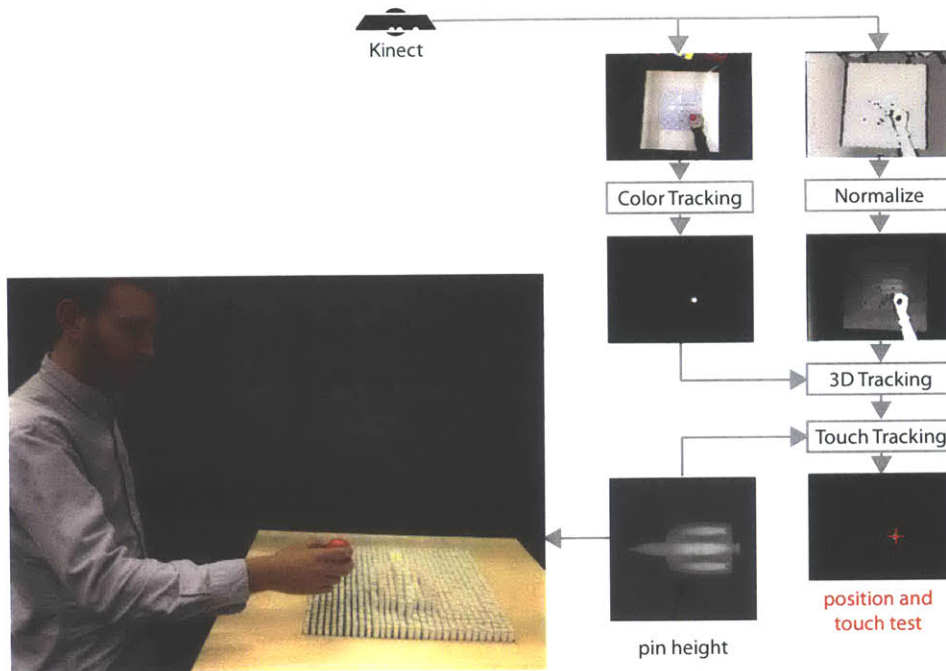 Kinect
Color Tracking
Normalize
3D Tracking
Touch Tracking
pin height
position and
touch test